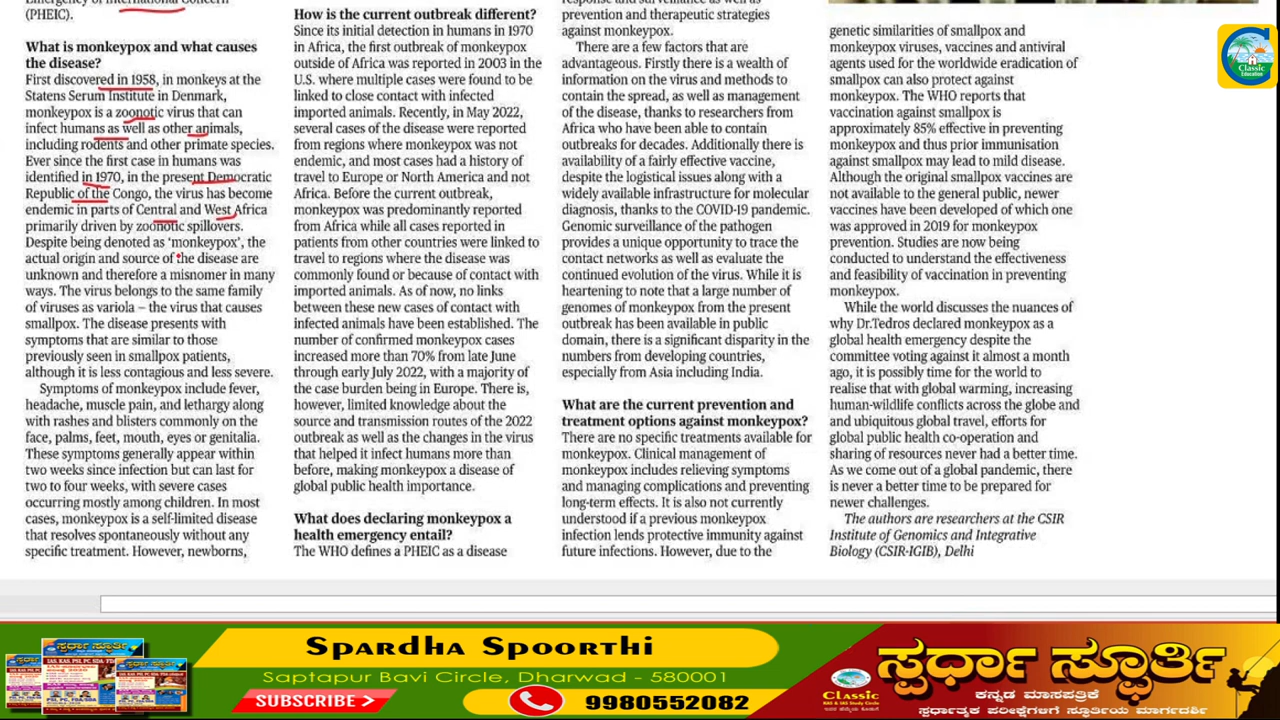 Emergency of International Concern
(PHEIC).
What is monkeypox and what causes
the disease?
First discovered in 1958, in monkeys at the
Statens Serum Institute in Denmark,
monkeypox is a zoonotic virus that can
infect humans as well as other animals,
including rodents and other primate species.
Ever since the first case in humans was
identified in 1970, in the present Democratic
Republic of the Congo, the virus has become
endemic in parts of Central and West Africa
primarily driven by zoonotic spillovers.
Despite being denoted as ‘monkeypox’, the
actual origin and source of the disease are
unknown and therefore a misnomer in many
ways. The virus belongs to the same family
of viruses as variola – the virus that causes
smallpox. The disease presents with
symptoms that are similar to those
previously seen in smallpox patients,
although it is less contagious and less severe.
Symptoms of monkeypox include fever,
headache, muscle pain, and lethargy along
with rashes and blisters commonly on the
face, palms, feet, mouth, eyes or genitalia.
These symptoms generally appear within
two weeks since infection but can last for
two to four weeks, with severe cases
occurring mostly among children. In most
cases, monkeypox is a self-limited disease
that resolves spontaneously without any
specific treatment. However, newborns,
How is the current outbreak different?
Since its initial detection in humans in 1970
in Africa, the first outbreak of monkeypox
outside of Africa was reported in 2003 in the
U.S. where multiple cases were found to be
linked to close contact with infected
imported animals. Recently, in May 2022,
several cases of the disease were reported
from regions where monkeypox was not
endemic, and most cases had a history of
travel to Europe or North America and not
Africa. Before the current outbreak,
monkeypox was predominantly reported
from Africa while all cases reported in
patients from other countries were linked to
travel to regions where the disease was
commonly found or because of contact with
imported animals. As of now, no links
between these new cases of contact with
infected animals have been established. The
number of confirmed monkeypox cases
increased more than 70% from late June
through early July 2022, with a majority of
the case burden being in Europe. There is,
however, limited knowledge about the
source and transmission routes of the 2022
outbreak as well as the changes in the virus
that helped it infect humans more than
before, making monkeypox a disease of
global public health importance.
What does declaring monkeypox a
health emergency entail?
The WHO defines a PHEIC as a disease
response and surveillance as well as
prevention and therapeutic strategies
against monkeypox.
There are a few factors that are
advantageous. Firstly there is a wealth of
information on the virus and methods to
contain the spread, as well as management
of the disease, thanks to researchers from
Africa who have been able to contain
outbreaks for decades. Additionally there is
availability of a fairly effective vaccine,
despite the logistical issues along with a
widely available infrastructure for molecular
diagnosis, thanks to the COVID-19 pandemic.
Genomic surveillance of the pathogen
provides a unique opportunity to trace the
contact networks as well as evaluate the
continued evolution of the virus. While it is
heartening to note that a large number of
genomes of monkeypox from the present
outbreak has been available in public
domain, there is a significant disparity in the
numbers from developing countries,
especially from Asia including India.
What are the current prevention and
treatment options against monkeypox?
There are no specific treatments available for
monkeypox. Clinical management of
monkeypox includes relieving symptoms
and managing complications and preventing
long-term effects. It is also not currently
understood if a previous monkeypox
infection lends protective immunity against
future infections. However, due to the
genetic similarities of smallpox and
monkeypox viruses, vaccines and antiviral
agents used for the worldwide eradication of
smallpox can also protect against
monkeypox. The WHO reports that
vaccination against smallpox is
approximately 85% effective in preventing
monkeypox and thus prior immunisation
against smallpox may lead to mild disease.
Although the original smallpox vaccines are
not available to the general public, newer
vaccines have been developed of which one
was approved in 2019 for monkeypox
prevention. Studies are now being
conducted to understand the effectiveness
and feasibility of vaccination in preventing
monkeypox.
While the world discusses the nuances of
why Dr.Tedros declared monkeypox as a
global health emergency despite the
committee voting against it almost a month
ago, it is possibly time for the world to
realise that with global warming, increasing
human-wildlife conflicts across the globe and
and ubiquitous global travel, efforts for
global public health co-operation and
sharing of resources never had a better time.
As we come out of a global pandemic, there
is never a better time to be prepared for
newer challenges.
The authors are researchers at the CSIR
Institute of Genomics and Integrative
Biology (CSIR-IGIB), Delhi
Classic
Education
Spardha Spoorthi
Saptapur Bavi Circle, Dharwad - 580001
SUBSCRIBE
9980552082
Classic
ಸ್ಪರ್ಧಾ ಸ್ಫೂರ್ತಿ
ಕನ್ನಡ ಮಾಸಪತ್ರಿಕೆ
ಸ್ಪರ್ಧಾತ್ಮಕ ಪರೀಕ್ಷೆಗಳಿಗೆ ಸ್ಫೂರ್ತಿಯ ಮಾರ್ಗದರ್ಶಿ